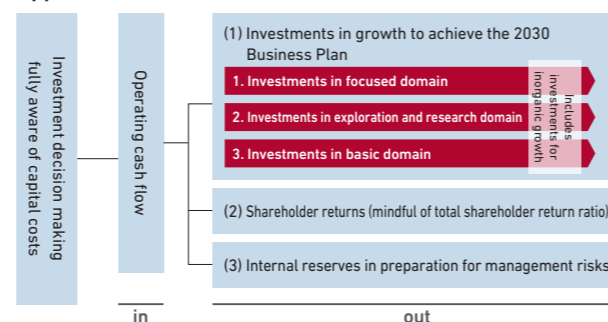 Investment decision making
fully aware of capital costs
Operating cash flow
(1) Investments in growth to achieve the 2030
Business Plan
1. Investments in focused domain
2. Investments in exploration and research domain
3. Investments in basic domain
Includes
investments for
inorganic growth
(2) Shareholder returns (mindful of total shareholder return ratio)
(3) Internal reserves in preparation for management risks
in
out